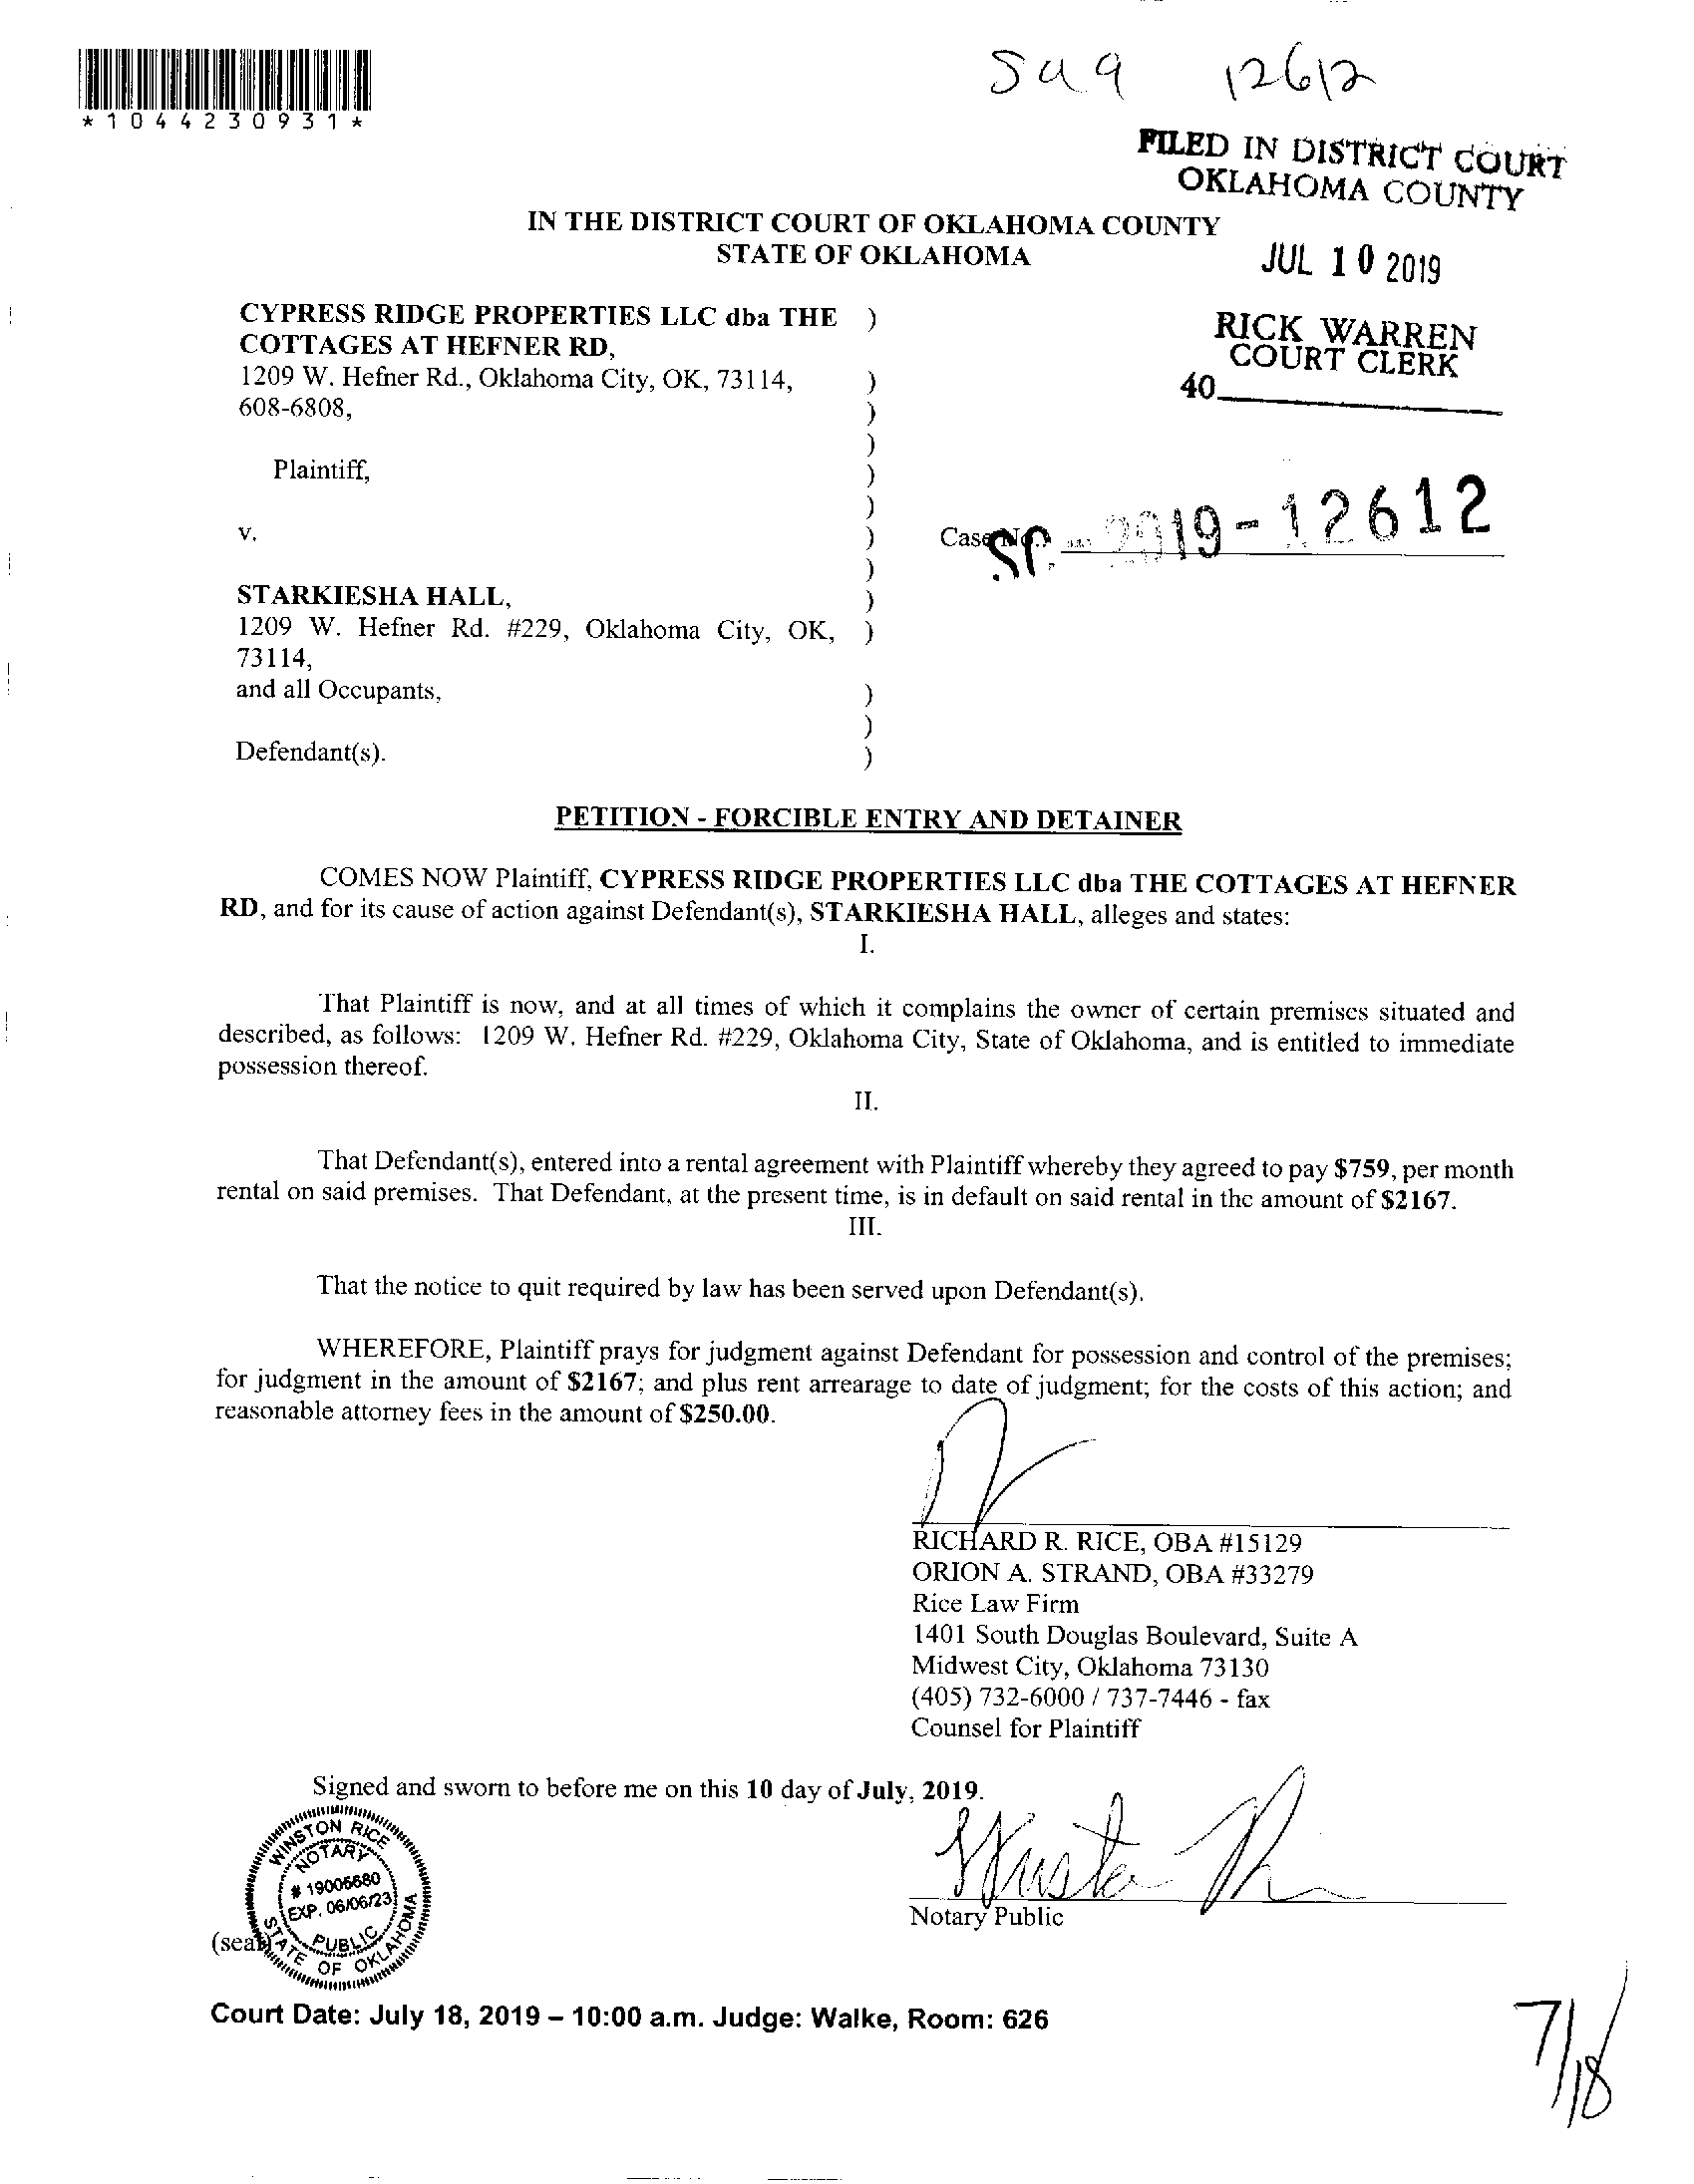 *1044230931*
12612
FILED IN DISTRICT COURT
OKLAHOMA COUNTY
IN THE DISTRICT COURT OF OKLAHOMA COUNTY
STATE OF OKLAHOMA
JUL 10 2019
RICK WARREN
COURT CLERK
40
CYPRESS RIDGE PROPERTIES LLC dba THE )
COTTAGES AT HEFNER RD,
1209 W. Hefner Rd., Oklahoma City, OK, 73114, )
608-6808, )
)
Plaintiff, )
)
v. )
Case No.: SC - 2019-12612
)
STARKIESHA HALL, )
1209 W. Hefner Rd. #229, Oklahoma City, OK, )
73114,
and all Occupants, )
)
Defendant(s). )
PETITION - FORCIBLE ENTRY AND DETAINER
COMES NOW Plaintiff, CYPRESS RIDGE PROPERTIES LLC dba THE COTTAGES AT HEFNER
RD, and for its cause of action against Defendant(s), STARKIESHA HALL, alleges and states:
I.
That Plaintiff is now, and at all times of which it complains the owner of certain premises situated and
described, as follows: 1209 W. Hefner Rd. #229, Oklahoma City, State of Oklahoma, and is entitled to immediate
possession thereof.
II.
That Defendant(s), entered into a rental agreement with Plaintiff whereby they agreed to pay $759, per month
rental on said premises. That Defendant, at the present time, is in default on said rental in the amount of $2167.
III.
That the notice to quit required by law has been served upon Defendant(s).
WHEREFORE, Plaintiff prays for judgment against Defendant for possession and control of the premises;
for judgment in the amount of $2167; and plus rent arrearage to date of judgment; for the costs of this action; and
reasonable attorney fees in the amount of $250.00.
RICHARD R. RICE, OBA #15129
ORION A. STRAND, OBA #33279
Rice Law Firm
1401 South Douglas Boulevard, Suite A
Midwest City, Oklahoma 73130
(405) 732-6000 / 737-7446 - fax
Counsel for Plaintiff
Signed and sworn to before me on this 10 day of July, 2019.
WINSTON RICE
NOTARY
# 19005680
EXP. 06/06/23
PUBLIC
STATE OF OKLAHOMA
(seal)
Notary Public
Court Date: July 18, 2019 – 10:00 a.m. Judge: Walke, Room: 626
7/18